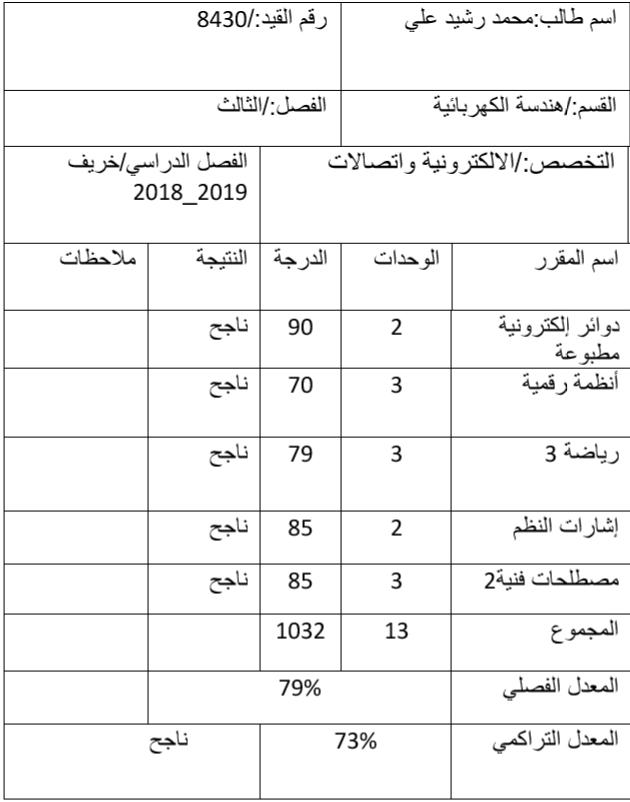 اسم طالب:محمد رشيد علي
رقم القيد:/8430
القسم:/هندسة الكهربائية
الفصل:/الثالث
التخصص:/الالكترونية و اتصالات
الفصل الدراسي/خريف
2018_2019
اسم المقرر الوحدات الدرجة النتيجة ملاحظات
دوائر إلكترونية
مطبوعة
2 90 ناجح
أنظمة رقمية 3 70 ناجح
رياضة 3 3 79 ناجح
إشارات النظم 2 85 ناجح
مصطلحات فنية2 3 85 ناجح
المجموع 13 1032
المعدل الفصلي 79%
المعدل التراكمي 73% ناجح